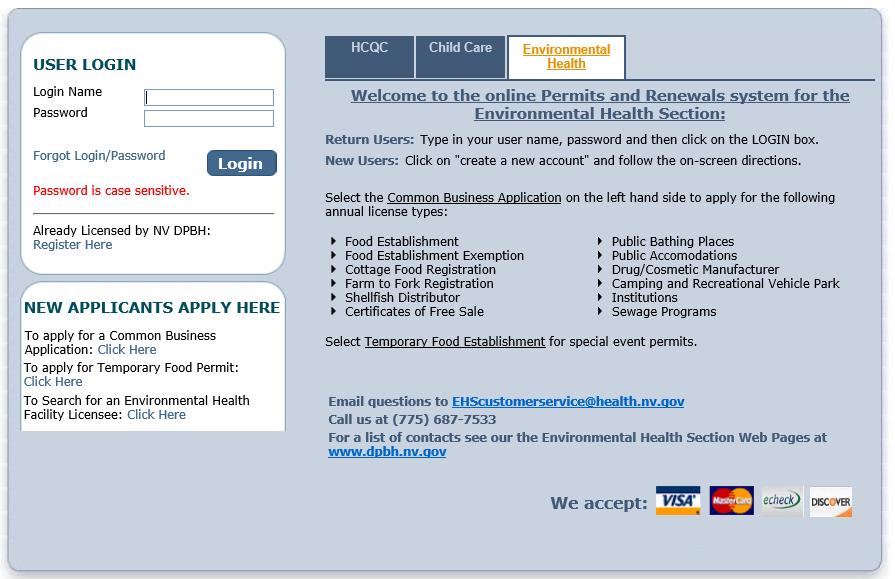 USER LOGIN
Login Name
Password
Forgot Login/Password
Login
Password is case sensitive.
Already Licensed by NV DPBH:
Register Here
NEW APPLICANTS APPLY HERE
To apply for a Common Business
Application: Click Here
To apply for Temporary Food Permit:
Click Here
To Search for an Environmental Health
Facility Licensee: Click Here
HCQC
Child Care
Environmental
Health
Welcome to the online Permits and Renewals system for the
Environmental Health Section:
Return Users: Type in your user name, password and then click on the LOGIN box.
New Users: Click on "create a new account" and follow the on-screen directions.
Select the Common Business Application on the left hand side to apply for the following
annual license types:
Food Establishment
Food Establishment Exemption
Cottage Food Registration
Farm to Fork Registration
Shellfish Distributor
Certificates of Free Sale
Public Bathing Places
Public Accomodations
Drug/Cosmetic Manufacturer
Camping and Recreational Vehicle Park
Institutions
Sewage Programs
Select Temporary Food Establishment for special event permits.
Email questions to EHScustomerservice@health.nv.gov
Call us at (775) 687-7533
For a list of contacts see our the Environmental Health Section Web Pages at
www.dpbh.nv.gov
We accept: VISA MasterCard echeck DISCOVER